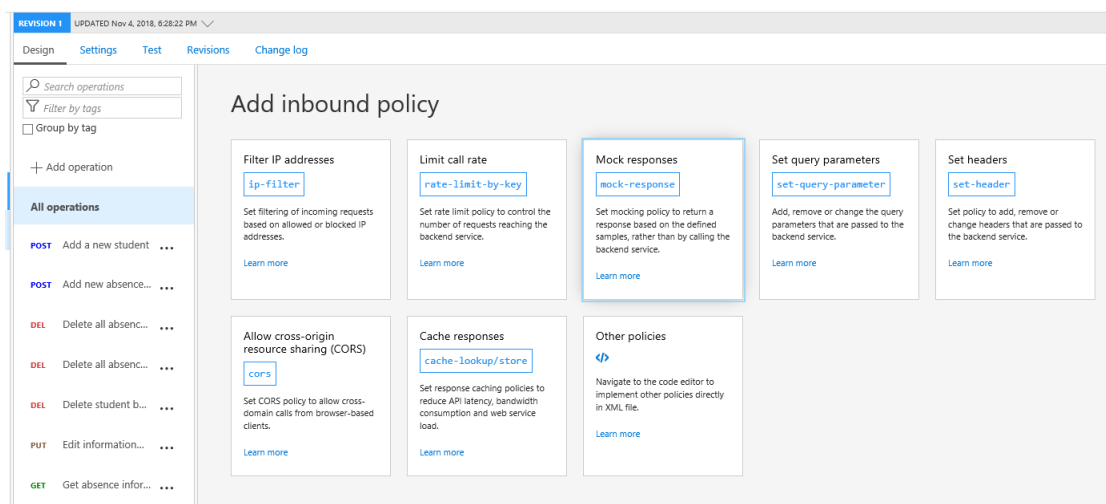 REVISION 1 UPDATED Nov 4, 2018, 6:28:22 PM
Design Settings Test Revisions Change log
Search operations
Filter by tags
Group by tag
Add operation
All operations
POST Add a new student ...
POST Add new absence... ...
DEL Delete all absenc... ...
DEL Delete all absenc... ...
DEL Delete student b... ...
PUT Edit information... ...
GET Get absence infor... ...
Add inbound policy
Filter IP addresses
ip-filter
Set filtering of incoming requests
based on allowed or blocked IP
addresses.
Learn more
Limit call rate
rate-limit-by-key
Set rate limit policy to control the
number of requests reaching the
backend service.
Learn more
Mock responses
mock-response
Set mocking policy to return a
response based on the defined
samples, rather than by calling the
backend service.
Learn more
Set query parameters
set-query-parameter
Add, remove or change the query
parameters that are passed to the
backend service.
Learn more
Set headers
set-header
Set policy to add, remove or
change headers that are passed to
the backend service.
Learn more
Allow cross-origin
resource sharing (CORS)
cors
Set CORS policy to allow cross-
domain calls from browser-based
clients.
Learn more
Cache responses
cache-lookup/store
Set response caching policies to
reduce API latency, bandwidth
consumption and web service
load.
Learn more
Other policies
</>
Navigate to the code editor to
implement other policies directly
in XML file.
Learn more